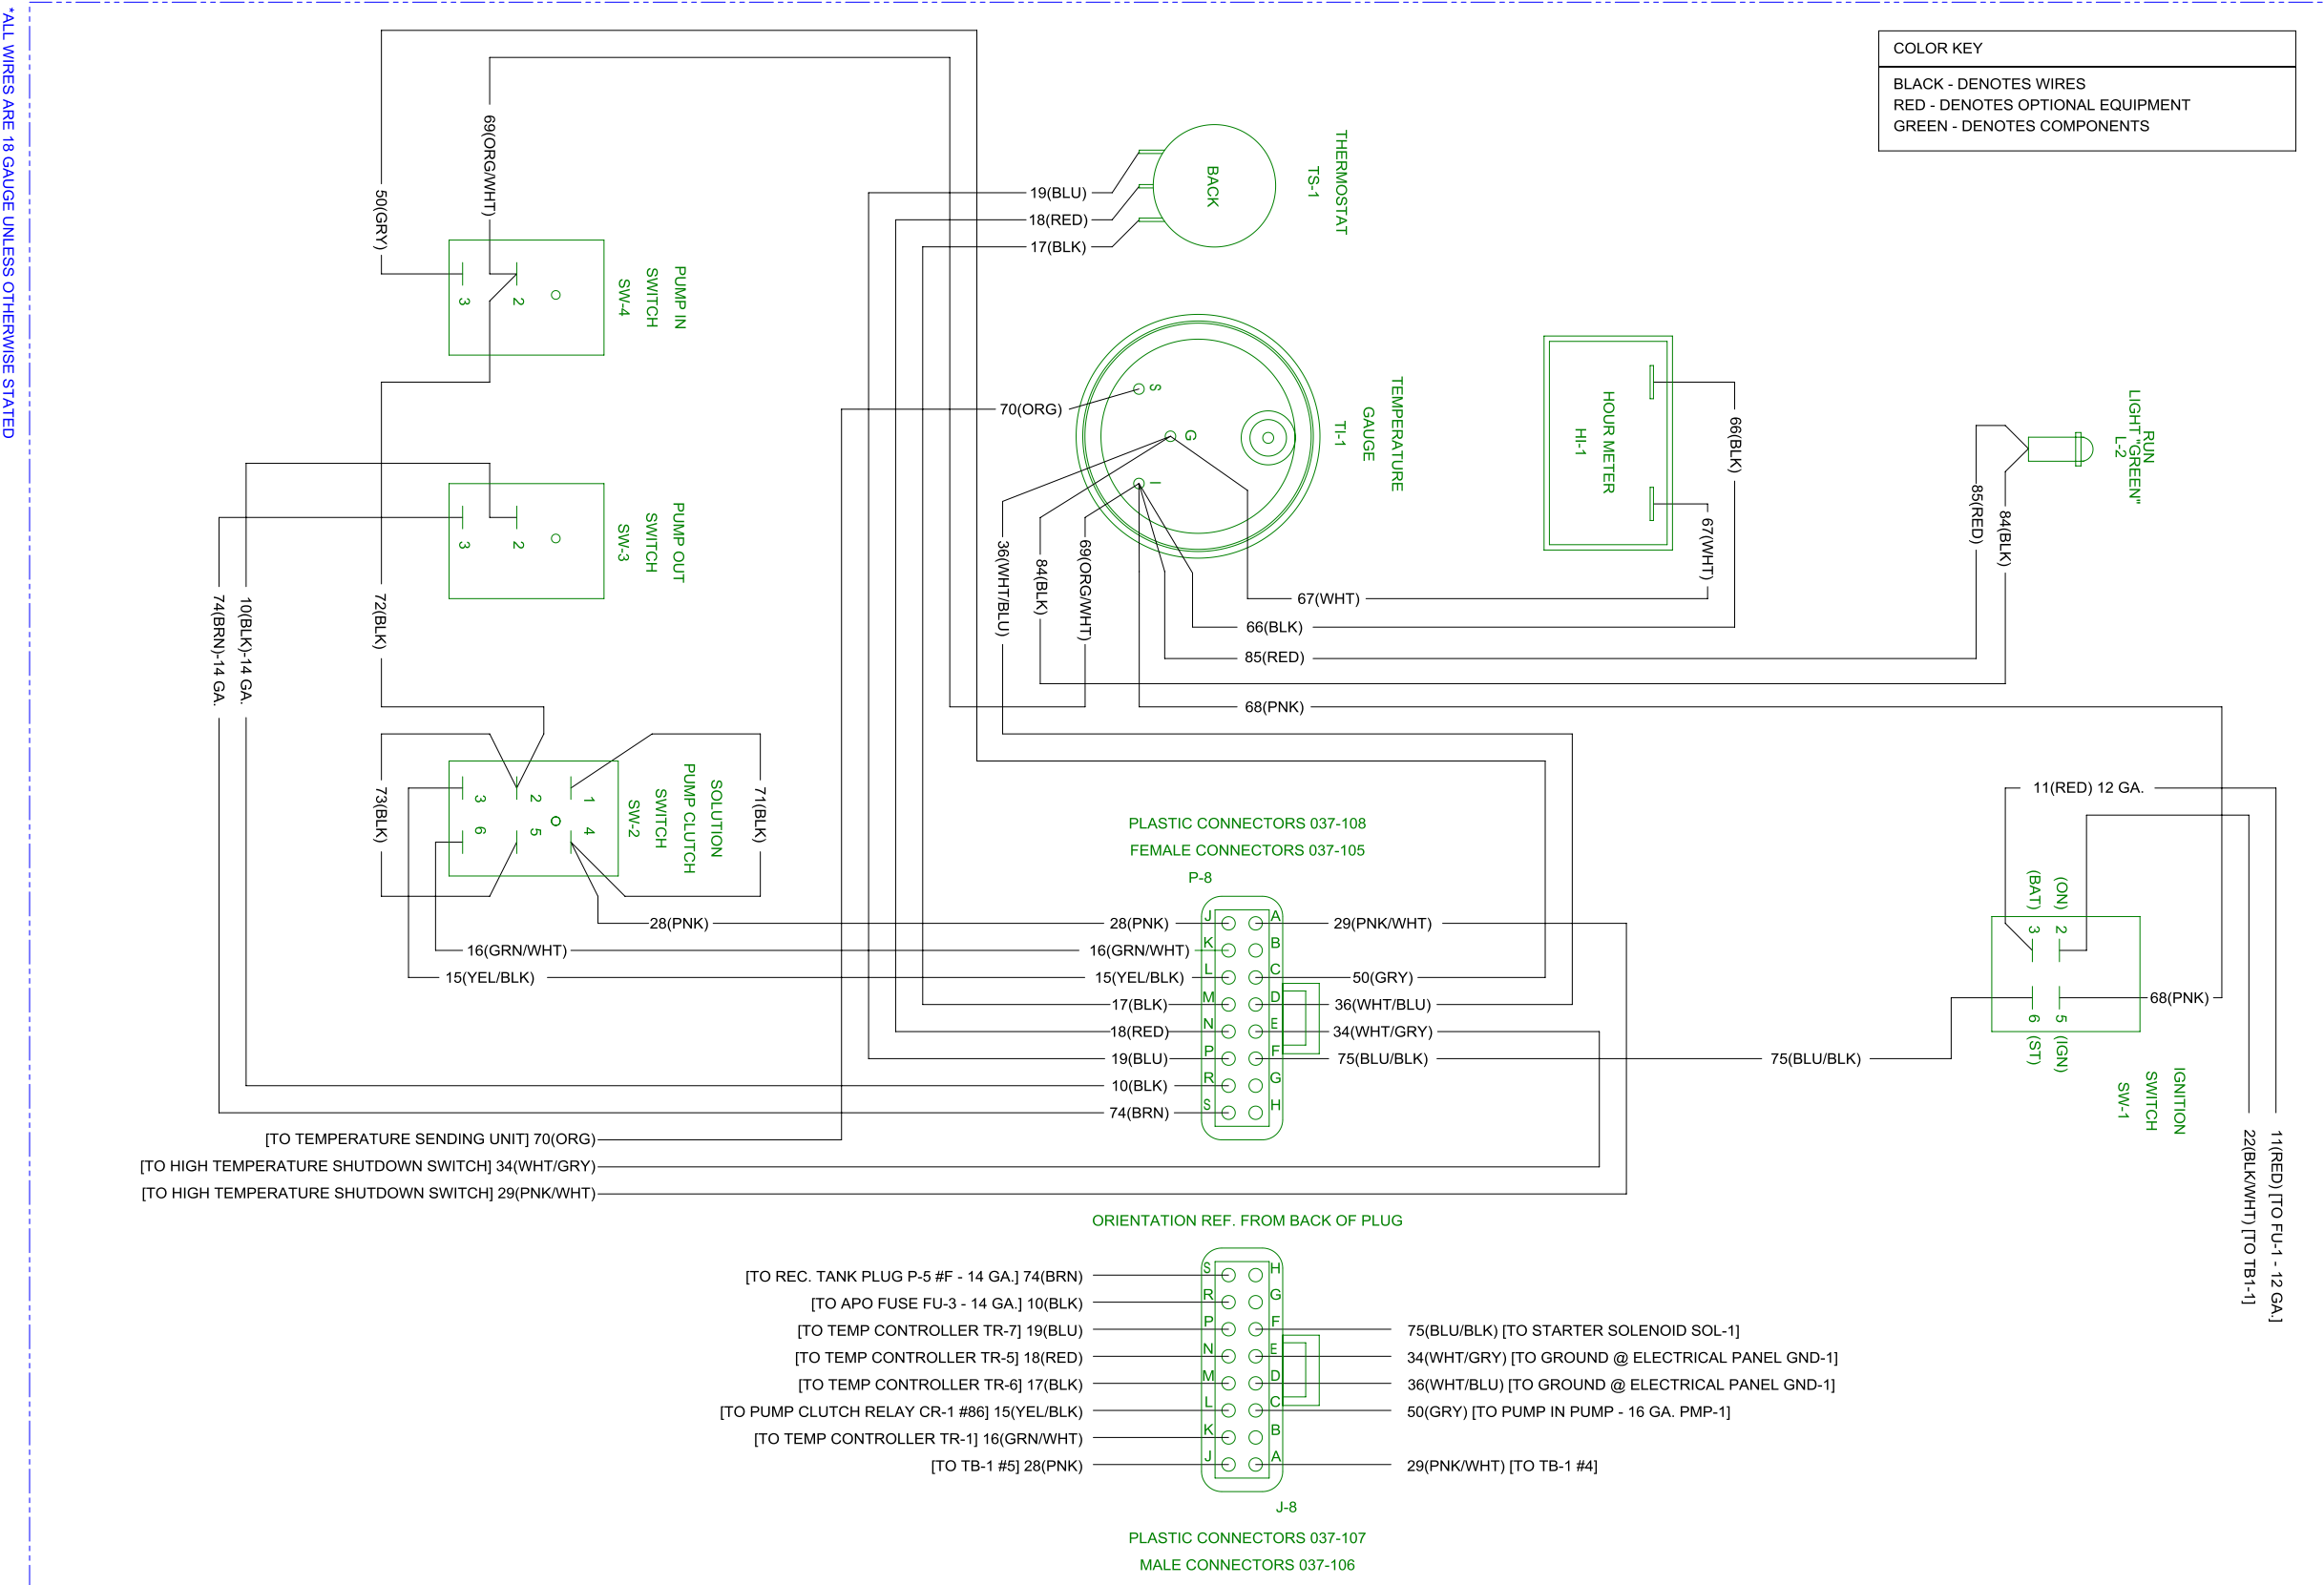 *ALL WIRES ARE 18 GAUGE UNLESS OTHERWISE STATED
COLOR KEY
BLACK - DENOTES WIRES
RED - DENOTES OPTIONAL EQUIPMENT
GREEN - DENOTES COMPONENTS
50(GRY)
69(ORG/WHT)
3
2
PUMP IN
SWITCH
SW-4
19(BLU)
18(RED)
17(BLK)
BACK
THERMOSTAT
TS-1
70(ORG)
S
G
I
TEMPERATURE
GAUGE
TI-1
HOUR METER
HI-1
66(BLK)
67(WHT)
RUN
LIGHT "GREEN"
L-2
85(RED)
84(BLK)
3
2
PUMP OUT
SWITCH
SW-3
74(BRN)-14 GA.
10(BLK)-14 GA.
72(BLK)
36(WHT/BLU)
84(BLK)
69(ORG/WHT)
67(WHT)
66(BLK)
85(RED)
68(PNK)
73(BLK)
3
2
1
6
5
4
SOLUTION
PUMP CLUTCH
SWITCH
SW-2
71(BLK)
11(RED) 12 GA.
PLASTIC CONNECTORS 037-108
FEMALE CONNECTORS 037-105
P-8
28(PNK)
28(PNK)
J
A
29(PNK/WHT)
16(GRN/WHT)
16(GRN/WHT)
K
B
15(YEL/BLK)
15(YEL/BLK)
L
C
50(GRY)
17(BLK)
M
D
36(WHT/BLU)
18(RED)
N
E
34(WHT/GRY)
19(BLU)
P
F
75(BLU/BLK)
75(BLU/BLK)
10(BLK)
R
G
74(BRN)
S
H
(BAT)
(ON)
3
2
68(PNK)
6
5
(ST)
(IGN)
IGNITION
SWITCH
SW-1
22(BLK/WHT) [TO TB1-1]
11(RED) [TO FU-1 - 12 GA.]
[TO TEMPERATURE SENDING UNIT] 70(ORG)
[TO HIGH TEMPERATURE SHUTDOWN SWITCH] 34(WHT/GRY)
[TO HIGH TEMPERATURE SHUTDOWN SWITCH] 29(PNK/WHT)
ORIENTATION REF. FROM BACK OF PLUG
[TO REC. TANK PLUG P-5 #F - 14 GA.] 74(BRN)
S
H
[TO APO FUSE FU-3 - 14 GA.] 10(BLK)
R
G
[TO TEMP CONTROLLER TR-7] 19(BLU)
P
F
75(BLU/BLK) [TO STARTER SOLENOID SOL-1]
[TO TEMP CONTROLLER TR-5] 18(RED)
N
E
34(WHT/GRY) [TO GROUND @ ELECTRICAL PANEL GND-1]
[TO TEMP CONTROLLER TR-6] 17(BLK)
M
D
36(WHT/BLU) [TO GROUND @ ELECTRICAL PANEL GND-1]
[TO PUMP CLUTCH RELAY CR-1 #86] 15(YEL/BLK)
L
C
50(GRY) [TO PUMP IN PUMP - 16 GA. PMP-1]
[TO TEMP CONTROLLER TR-1] 16(GRN/WHT)
K
B
[TO TB-1 #5] 28(PNK)
J
A
29(PNK/WHT) [TO TB-1 #4]
J-8
PLASTIC CONNECTORS 037-107
MALE CONNECTORS 037-106